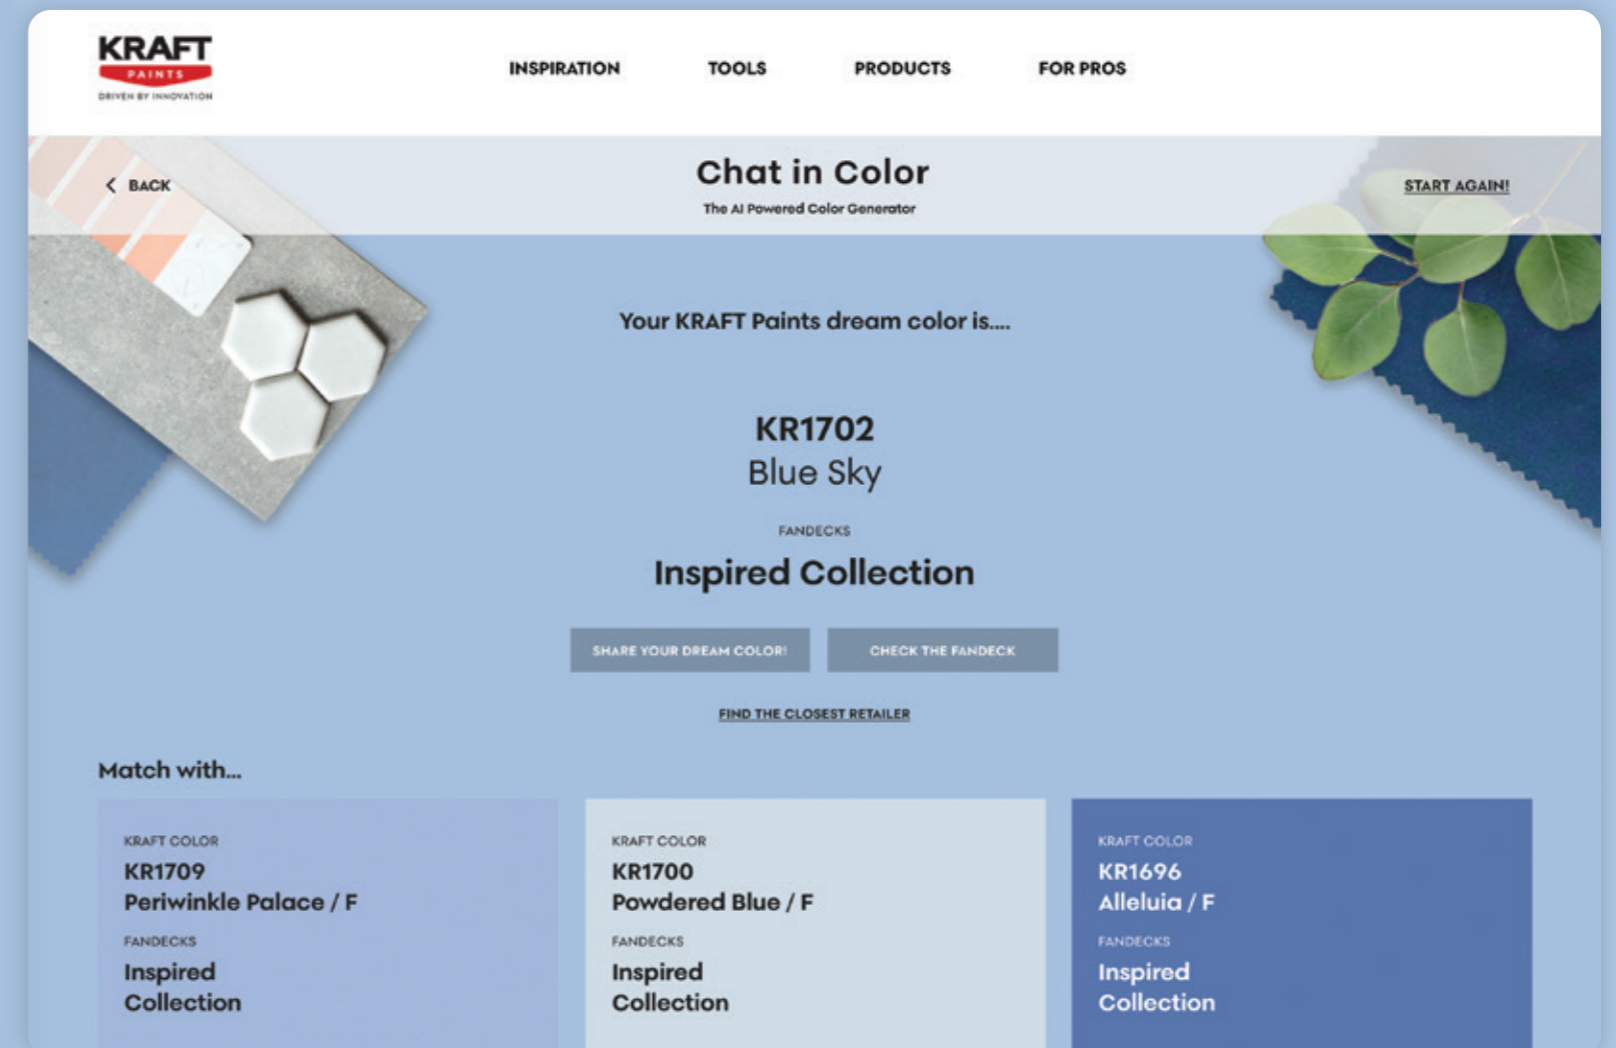 KRAFT
PAINTS
DRIVEN BY INNOVATION
INSPIRATION
TOOLS
PRODUCTS
FOR PROS
BACK
Chat in Color
The AI Powered Color Generator
START AGAIN!
Your KRAFT Paints dream color is....
KR1702
Blue Sky
FANDECKS
Inspired Collection
SHARE YOUR DREAM COLOR!
CHECK THE FANDECK
FIND THE CLOSEST RETAILER
Match with...
KRAFT COLOR
KR1709
Periwinkle Palace / F
FANDECKS
Inspired
Collection
KRAFT COLOR
KR1700
Powdered Blue / F
FANDECKS
Inspired
Collection
KRAFT COLOR
KR1696
Alleluia / F
FANDECKS
Inspired
Collection